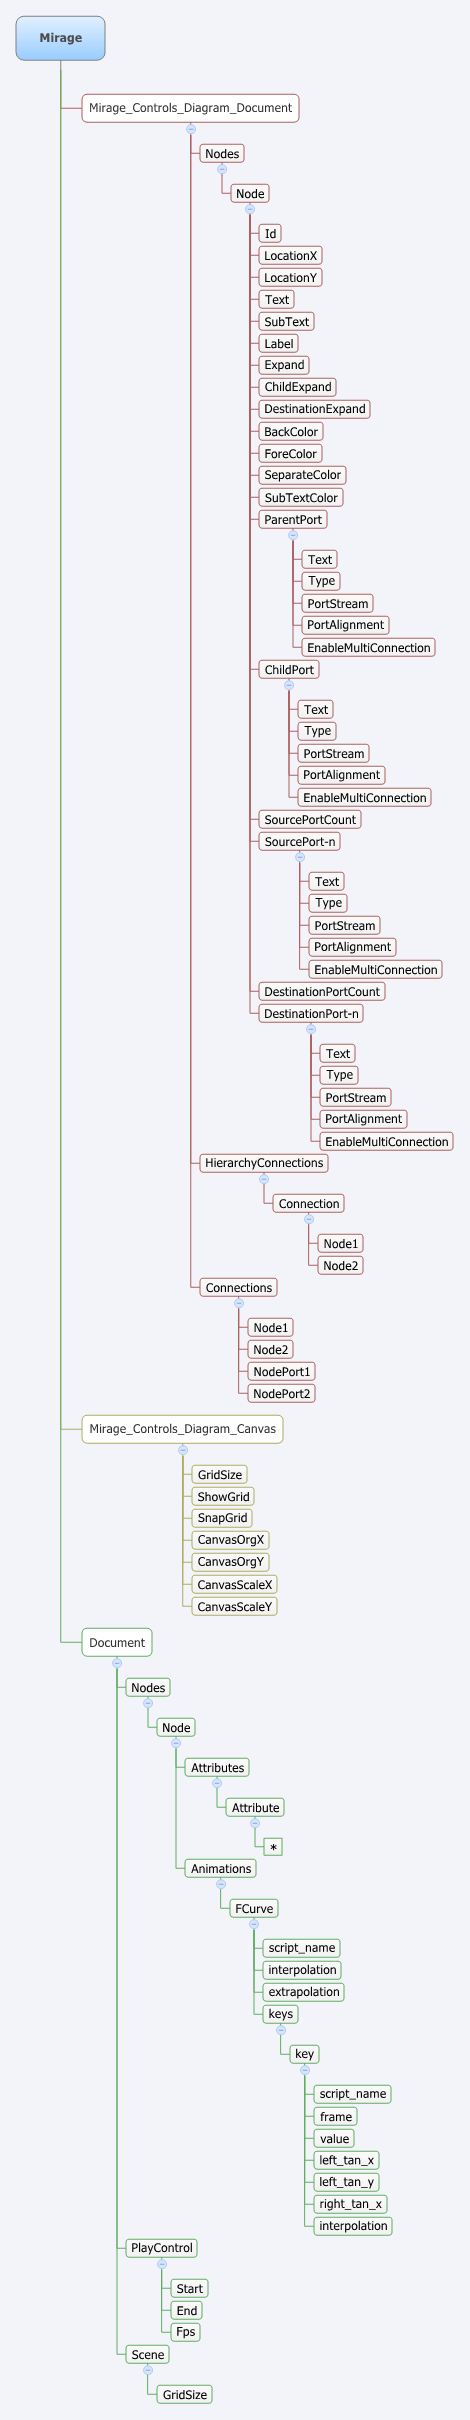 Mirage
Mirage_Controls_Diagram_Document
Nodes
Node
Id
LocationX
LocationY
Text
SubText
Label
Expand
ChildExpand
DestinationExpand
BackColor
ForeColor
SeparateColor
SubTextColor
ParentPort
Text
Type
PortStream
PortAlignment
EnableMultiConnection
ChildPort
Text
Type
PortStream
PortAlignment
EnableMultiConnection
SourcePortCount
SourcePort-n
Text
Type
PortStream
PortAlignment
EnableMultiConnection
DestinationPortCount
DestinationPort-n
Text
Type
PortStream
PortAlignment
EnableMultiConnection
HierarchyConnections
Connection
Node1
Node2
Connections
Node1
Node2
NodePort1
NodePort2
Mirage_Controls_Diagram_Canvas
GridSize
ShowGrid
SnapGrid
CanvasOrgX
CanvasOrgY
CanvasScaleX
CanvasScaleY
Document
Nodes
Node
Attributes
Attribute
*
Animations
FCurve
script_name
interpolation
extrapolation
keys
key
script_name
frame
value
left_tan_x
left_tan_y
right_tan_x
interpolation
PlayControl
Start
End
Fps
Scene
GridSize